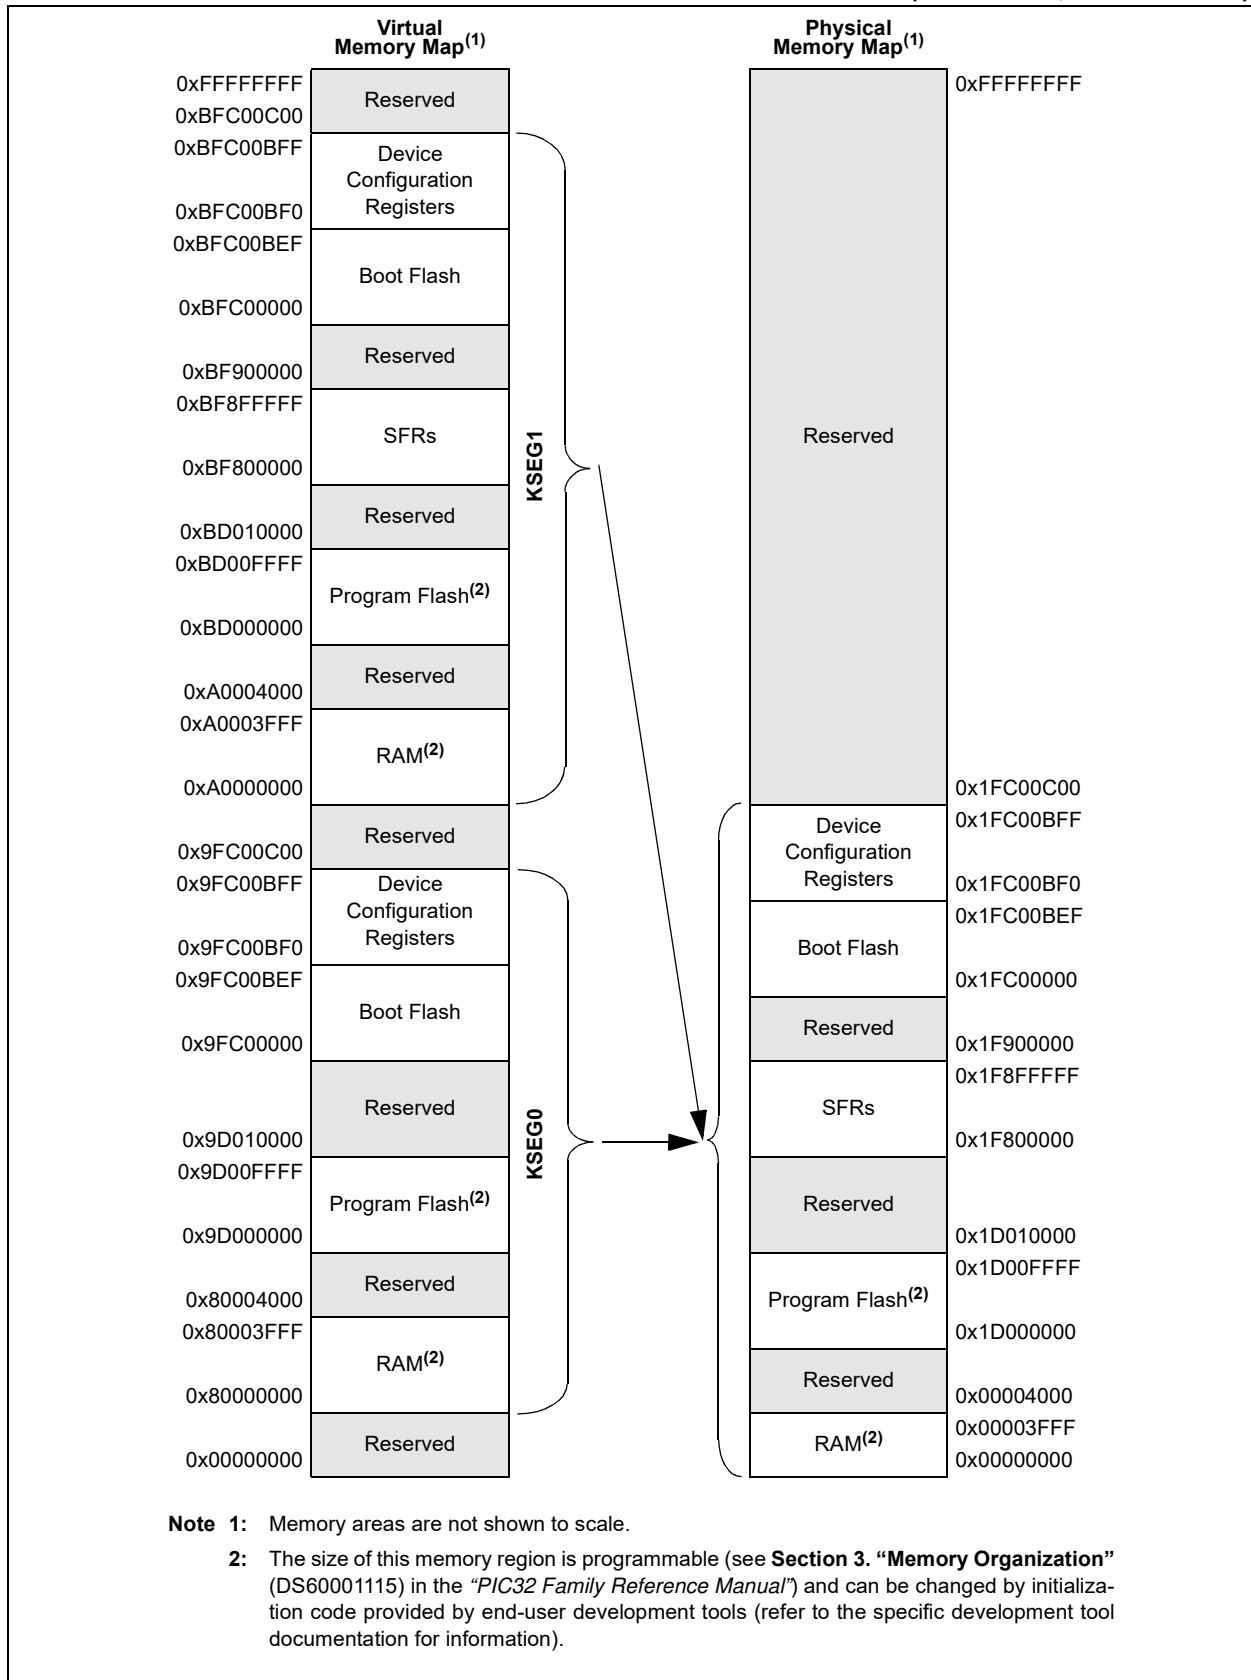 Virtual
Memory Map(1)
Physical
Memory Map(1)
0xFFFFFFFF
Reserved
0xBFC00C00
0xBFC00BFF
Device
Configuration
Registers
0xBFC00BF0
0xBFC00BEF
Boot Flash
0xBFC00000
Reserved
0xBF900000
0xBF8FFFFF
SFRs
0xBF800000
Reserved
0xBD010000
0xBD00FFFF
Program Flash(2)
0xBD000000
Reserved
0xA0004000
0xA0003FFF
RAM(2)
0xA0000000
KSEG1
Reserved
0x9FC00C00
0x9FC00BFF
Device
Configuration
Registers
0x9FC00BF0
0x9FC00BEF
Boot Flash
0x9FC00000
Reserved
0x9D010000
0x9D00FFFF
Program Flash(2)
0x9D000000
Reserved
0x80004000
0x80003FFF
RAM(2)
0x80000000
KSEG0
Reserved
0x00000000
0xFFFFFFFF
Reserved
0x1FC00C00
0x1FC00BFF
Device
Configuration
Registers
0x1FC00BF0
0x1FC00BEF
Boot Flash
0x1FC00000
Reserved
0x1F900000
0x1F8FFFFF
SFRs
0x1F800000
Reserved
0x1D010000
0x1D00FFFF
Program Flash(2)
0x1D000000
Reserved
0x00004000
0x00003FFF
RAM(2)
0x00000000
Note 1: Memory areas are not shown to scale.
2: The size of this memory region is programmable (see Section 3. “Memory Organization”
(DS60001115) in the “PIC32 Family Reference Manual”) and can be changed by initializa-
tion code provided by end-user development tools (refer to the specific development tool
documentation for information).